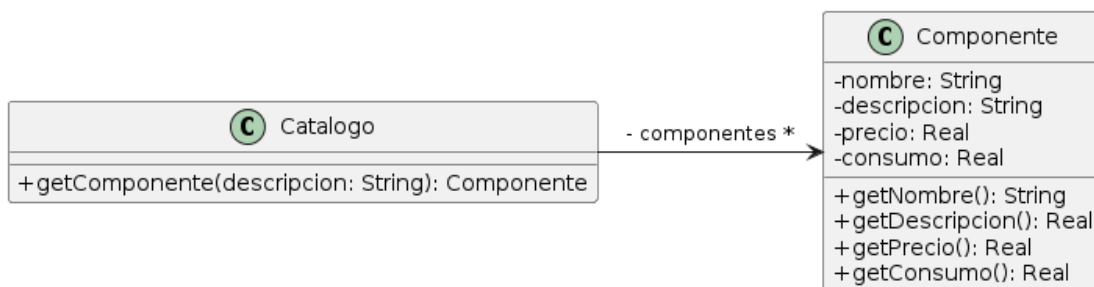 C Catalogo
+getComponente(descripcion: String): Componente
- componentes *
C Componente
-nombre: String
-descripcion: String
-precio: Real
-consumo: Real
+getNombre(): String
+getDescripcion(): Real
+getPrecio(): Real
+getConsumo(): Real